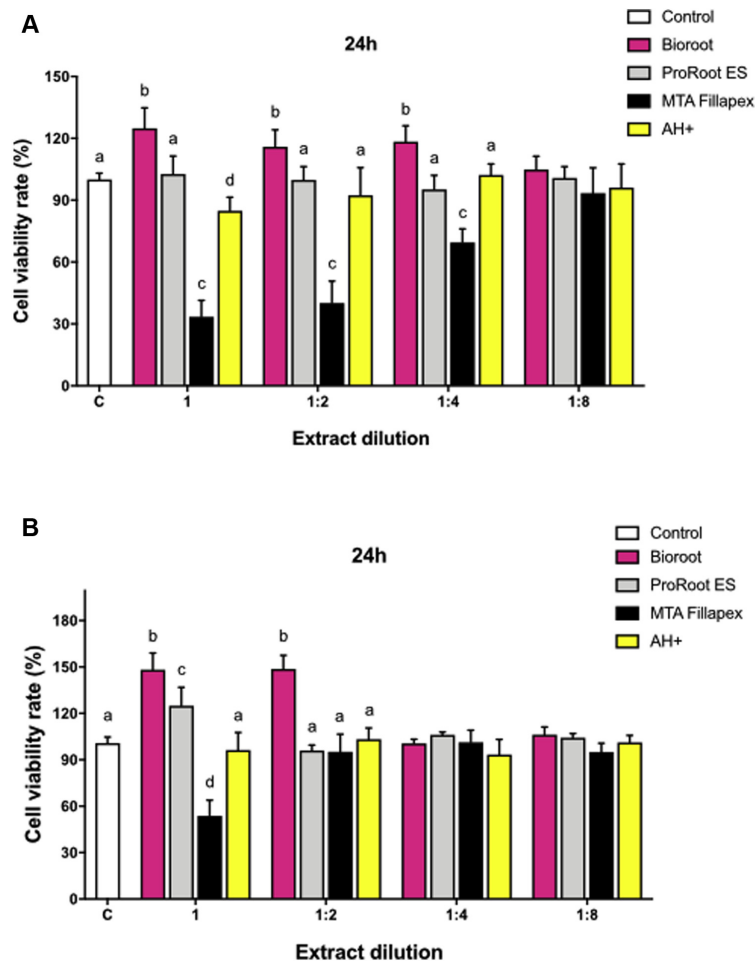 A
24h
Control
Bioroot
ProRoot ES
MTA Fillapex
AH+
Cell viability rate (%)
150
120
90
60
30
0
a
b
a
c
d
b
a
c
a
b
a
c
a
C
1
1:2
1:4
1:8
Extract dilution
B
24h
Control
Bioroot
ProRoot ES
MTA Fillapex
AH+
Cell viability rate (%)
180
150
120
90
60
30
0
a
b
c
d
a
b
a
a
a
C
1
1:2
1:4
1:8
Extract dilution